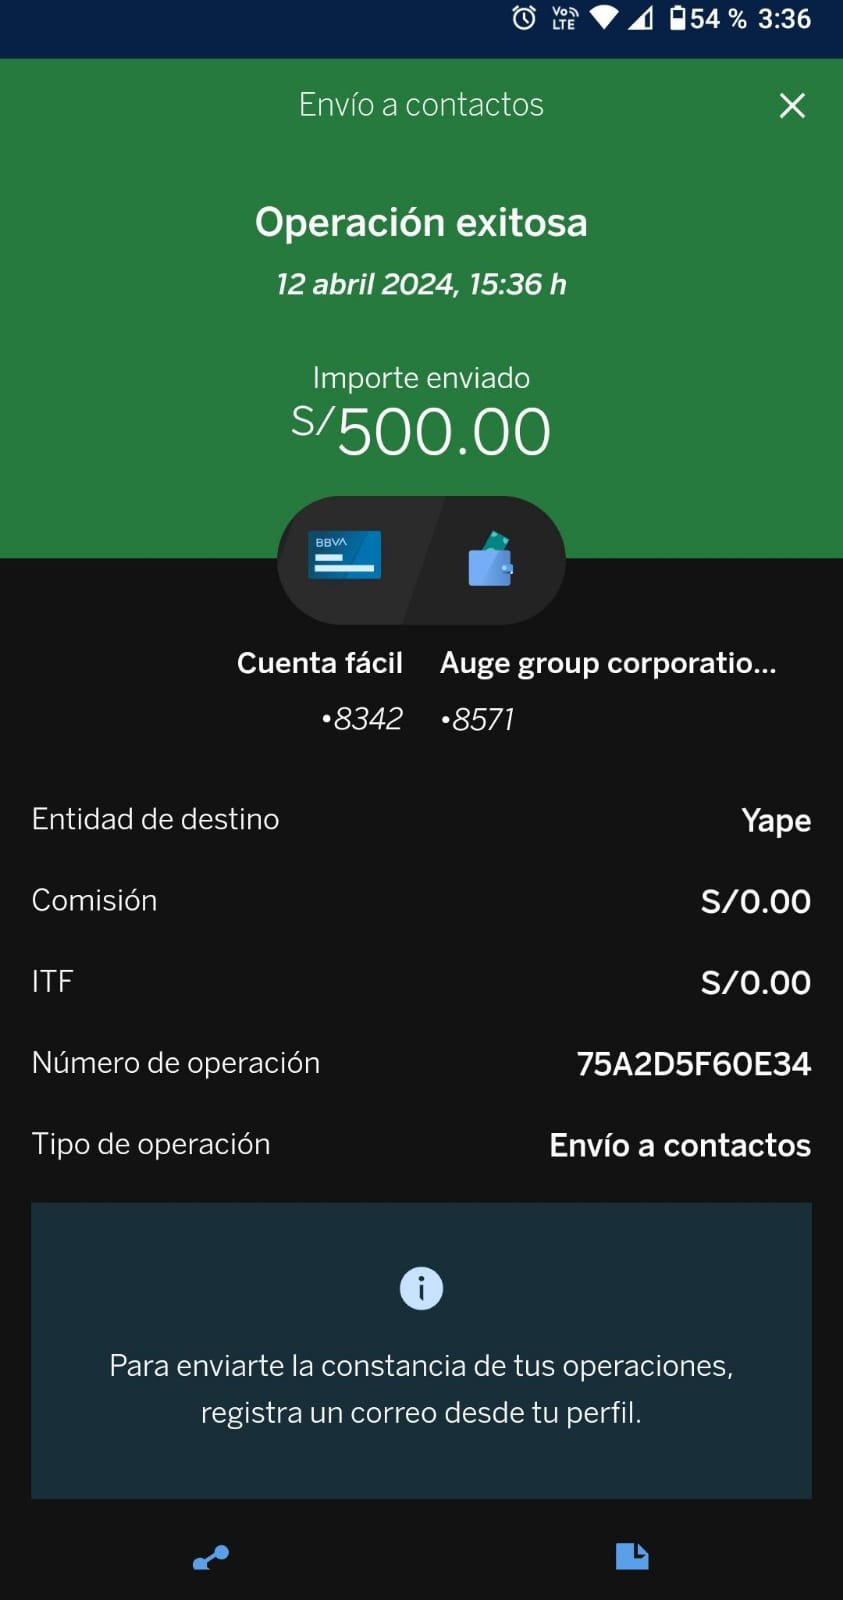 Vo)) LTE 54 % 3:36
Envío a contactos
Operación exitosa
12 abril 2024, 15:36 h
Importe enviado
S/500.00
BBVA
Cuenta fácil Auge group corporatio...
•8342 •8571
Entidad de destino Yape
Comisión S/0.00
ITF S/0.00
Número de operación 75A2D5F60E34
Tipo de operación Envío a contactos
i
Para enviarte la constancia de tus operaciones,
registra un correo desde tu perfil.